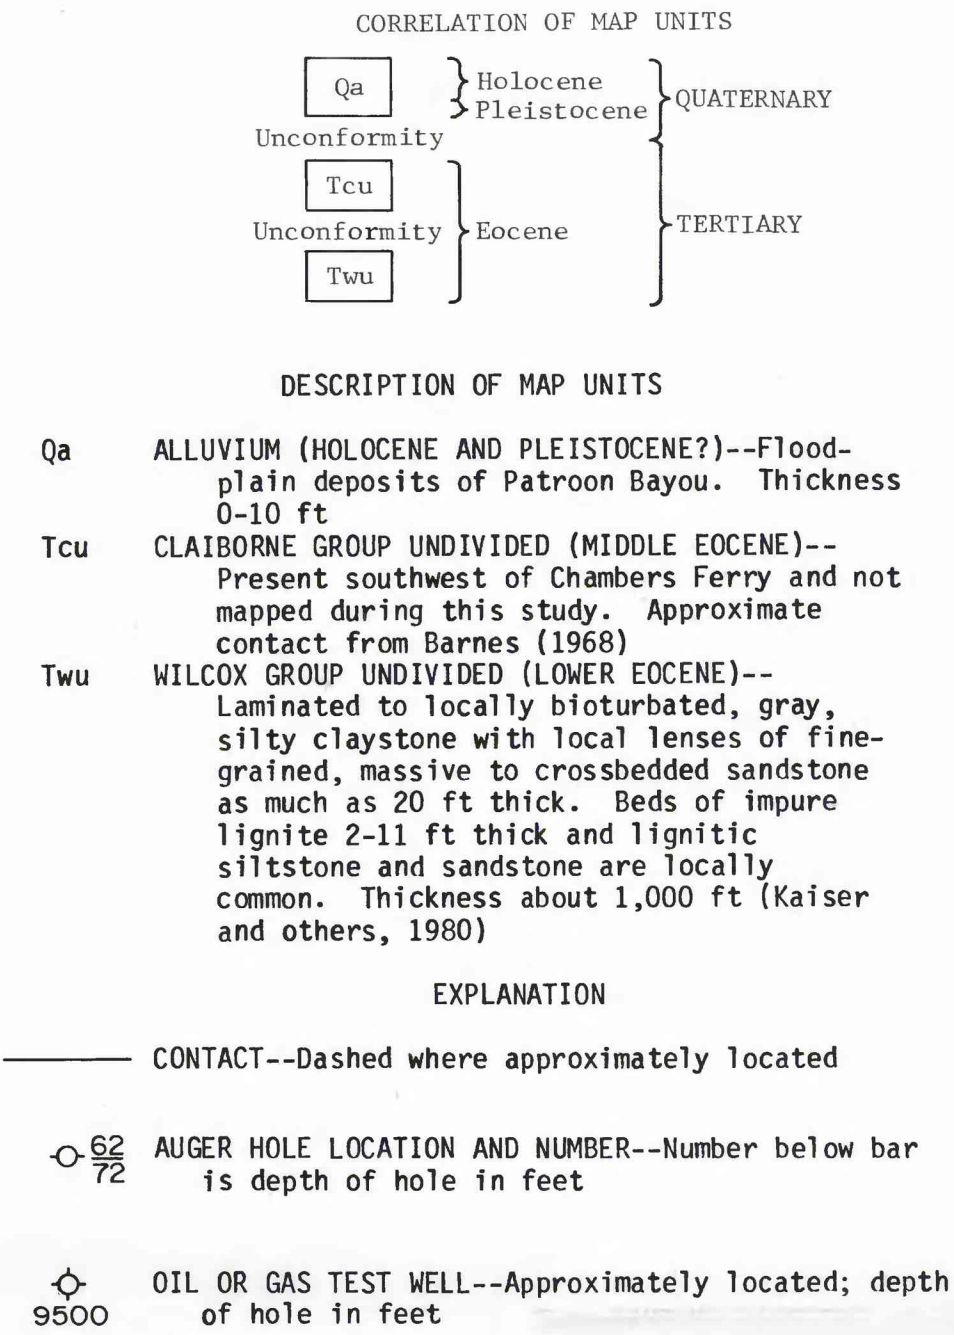 CORRELATION OF MAP UNITS
Qa
Holocene
Pleistocene
QUATERNARY
Unconformity
Tcu
Unconformity
Eocene
TERTIARY
Twu
DESCRIPTION OF MAP UNITS
Qa ALLUVIUM (HOLOCENE AND PLEISTOCENE?)--Flood-
plain deposits of Patroon Bayou. Thickness
0-10 ft
Tcu CLAIBORNE GROUP UNDIVIDED (MIDDLE EOCENE)--
Present southwest of Chambers Ferry and not
mapped during this study. Approximate
contact from Barnes (1968)
Twu WILCOX GROUP UNDIVIDED (LOWER EOCENE)--
Laminated to locally bioturbated, gray,
silty claystone with local lenses of fine-
grained, massive to crossbedded sandstone
as much as 20 ft thick. Beds of impure
lignite 2-11 ft thick and lignitic
siltstone and sandstone are locally
common. Thickness about 1,000 ft (Kaiser
and others, 1980)
EXPLANATION
CONTACT--Dashed where approximately located
62
72
AUGER HOLE LOCATION AND NUMBER--Number below bar
is depth of hole in feet
OIL OR GAS TEST WELL--Approximately located; depth
9500 of hole in feet